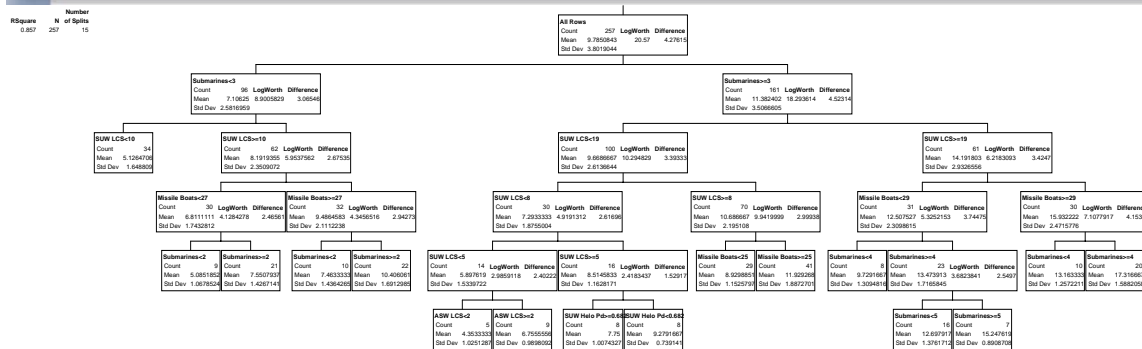 Number
RSquare N of Splits
0.857 257 15
All Rows
Count 257 LogWorth Difference
Mean 9.7850843 20.57 4.27615
Std Dev 3.8019044
Submarines<3
Count 96 LogWorth Difference
Mean 7.10625 8.9005829 3.06546
Std Dev 2.5816959
Submarines>=3
Count 161 LogWorth Difference
Mean 11.382402 18.293614 4.52314
Std Dev 3.5066605
SUW LCS<10
Count 34
Mean 5.1264706
Std Dev 1.648809
SUW LCS>=10
Count 62 LogWorth Difference
Mean 8.1919355 5.9537562 2.67535
Std Dev 2.3509072
SUW LCS<19
Count 100 LogWorth Difference
Mean 9.6686667 10.294829 3.39333
Std Dev 2.6136644
SUW LCS>=19
Count 61 LogWorth Difference
Mean 14.191803 6.2183093 3.4247
Std Dev 2.9326556
Missile Boats<27
Count 30 LogWorth Difference
Mean 6.8111111 4.1284278 2.46561
Std Dev 1.7432812
Missile Boats>=27
Count 32 LogWorth Difference
Mean 9.4864583 4.3456516 2.94273
Std Dev 2.1112238
SUW LCS<8
Count 30 LogWorth Difference
Mean 7.2933333 4.9191312 2.61696
Std Dev 1.8755004
SUW LCS>=8
Count 70 LogWorth Difference
Mean 10.686667 9.9419999 2.99938
Std Dev 2.195108
Missile Boats<29
Count 31 LogWorth Difference
Mean 12.507527 5.3252153 3.74475
Std Dev 2.3098615
Missile Boats>=29
Count 30 LogWorth Difference
Mean 15.932222 7.1077917 4.153
Std Dev 2.4715776
Submarines<2
Count 9
Mean 5.0851852
Std Dev 1.0678524
Submarines>=2
Count 21
Mean 7.5507937
Std Dev 1.4267141
Submarines<2
Count 10
Mean 7.4633333
Std Dev 1.4364265
Submarines>=2
Count 22
Mean 10.406061
Std Dev 1.6912985
SUW LCS<5
Count 14 LogWorth Difference
Mean 5.897619 2.9859118 2.40222
Std Dev 1.5339722
SUW LCS>=5
Count 16 LogWorth Difference
Mean 8.5145833 2.4183437 1.52917
Std Dev 1.1628171
Missile Boats<25
Count 29
Mean 8.9298851
Std Dev 1.1525797
Missile Boats>=25
Count 41
Mean 11.929268
Std Dev 1.8872701
Submarines<4
Count 8
Mean 9.7291667
Std Dev 1.3094816
Submarines>=4
Count 23 LogWorth Difference
Mean 13.473913 3.6823841 2.5497
Std Dev 1.7165845
Submarines<4
Count 10
Mean 13.163333
Std Dev 1.2572211
Submarines>=4
Count 20
Mean 17.316667
Std Dev 1.5882058
ASW LCS<2
Count 5
Mean 4.3533333
Std Dev 1.0251287
ASW LCS>=2
Count 9
Mean 6.7555556
Std Dev 0.9898092
SUW Helo Pd>=0.682
Count 8
Mean 7.75
Std Dev 1.0074327
SUW Helo Pd<0.682
Count 8
Mean 9.2791667
Std Dev 0.739141
Submarines<5
Count 16
Mean 12.697917
Std Dev 1.3761712
Submarines>=5
Count 7
Mean 15.247619
Std Dev 0.8908708